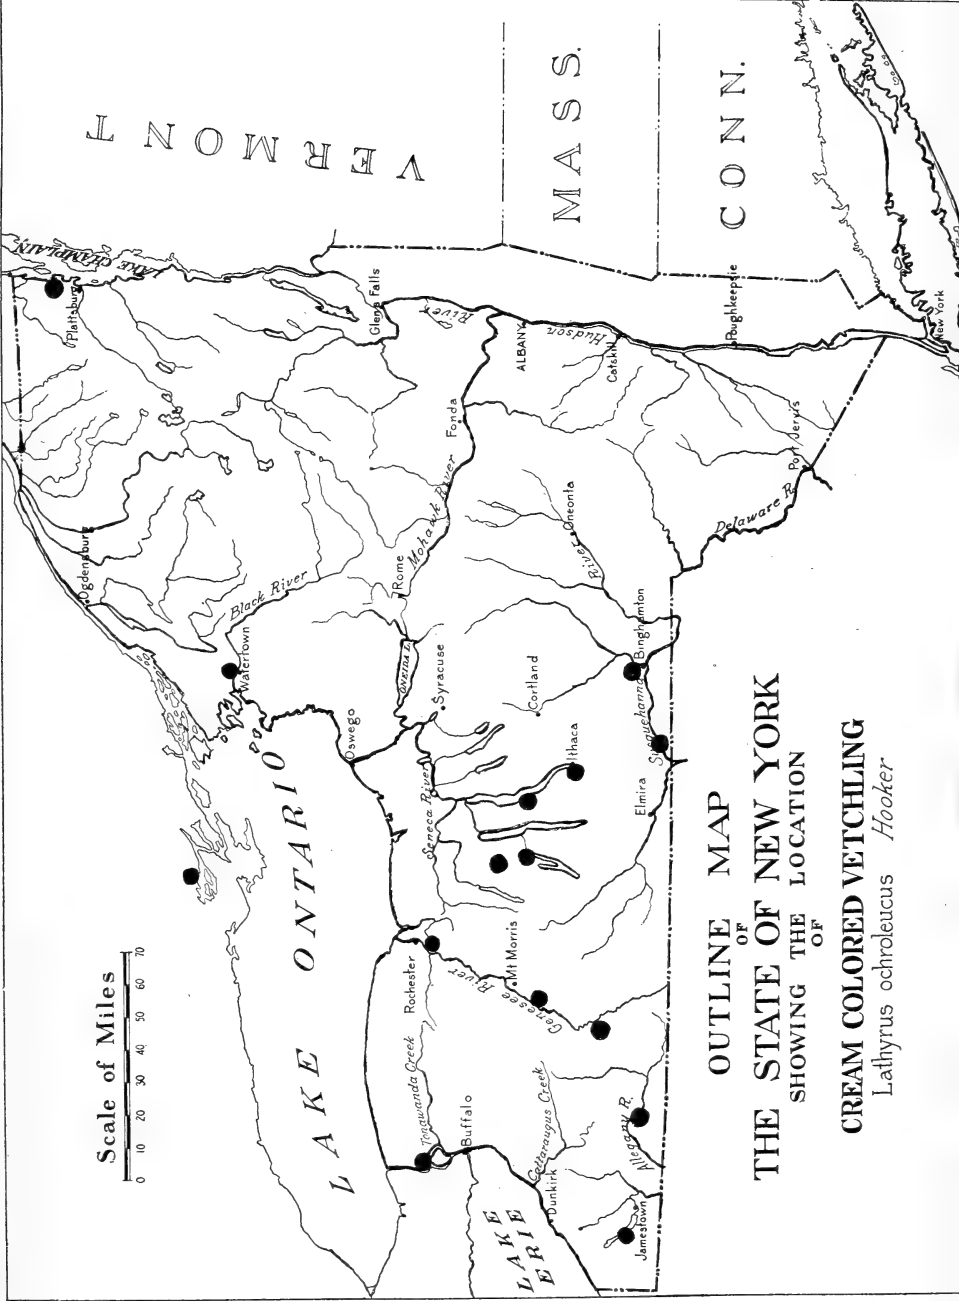 VERMONT
MASS.
CONN.
LAKE CHAMPLAIN
Plattsburg
Glens Falls
River
Hudson
ALBANY
Catskill
Poughkeepsie
New York
Fonda
Port Jervis
Mohawk River
Delaware R.
Ogdensburg
Oneonta
River
Black River
Rome
Watertown
ONEIDA L.
Syracuse
Cortland
Binghamton
Susquehanna
Oswego
Ithaca
Elmira
Seneca River
LAKE ONTARIO
Rochester
Genesee River
Mt Morris
Tonawanda Creek
Buffalo
Cattaraugus Creek
Dunkirk
Allegany R.
Jamestown
LAKE
ERIE
Scale of Miles
0 10 20 30 40 50 60 70
OUTLINE MAP
OF
THE STATE OF NEW YORK
SHOWING THE LOCATION
OF
CREAM COLORED VETCHLING
Lathyrus ochroleucus Hooker